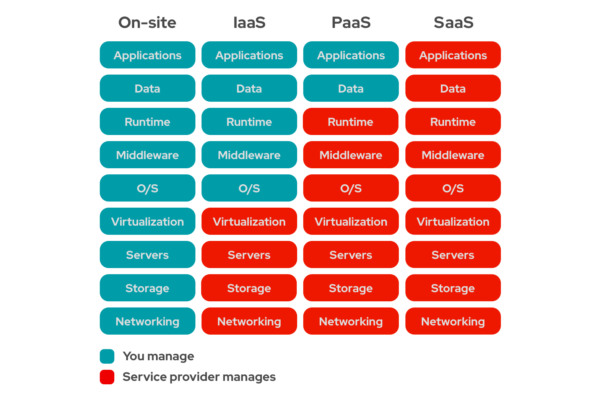 On-site IaaS PaaS SaaS
Applications Applications Applications Applications
Data Data Data Data
Runtime Runtime Runtime Runtime
Middleware Middleware Middleware Middleware
O/S O/S O/S O/S
Virtualization Virtualization Virtualization Virtualization
Servers Servers Servers Servers
Storage Storage Storage Storage
Networking Networking Networking Networking
You manage
Service provider manages